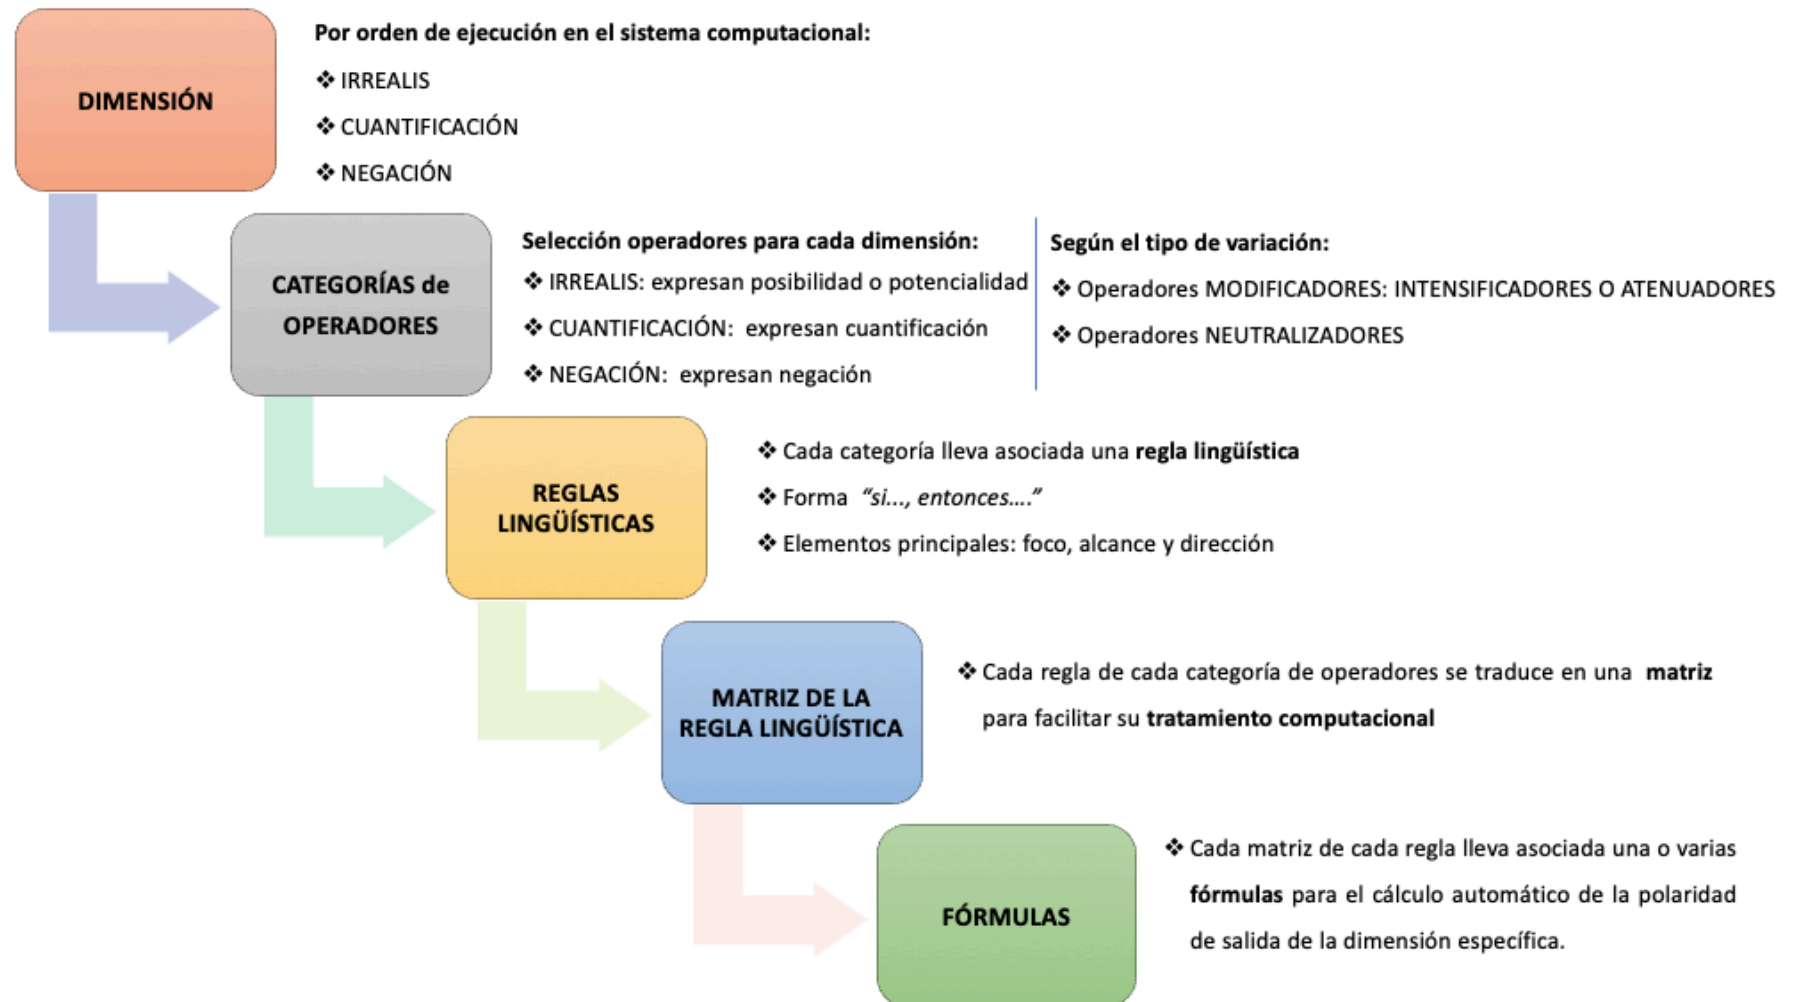 DIMENSIÓN
Por orden de ejecución en el sistema computacional:
❖ IRREALIS
❖ CUANTIFICACIÓN
❖ NEGACIÓN
CATEGORÍAS de
OPERADORES
Selección operadores para cada dimensión:
❖ IRREALIS: expresan posibilidad o potencialidad
❖ CUANTIFICACIÓN: expresan cuantificación
❖ NEGACIÓN: expresan negación
Según el tipo de variación:
❖ Operadores MODIFICADORES: INTENSIFICADORES O ATENUADORES
❖ Operadores NEUTRALIZADORES
REGLAS
LINGÜÍSTICAS
❖ Cada categoría lleva asociada una regla lingüística
❖ Forma “si..., entonces....”
❖ Elementos principales: foco, alcance y dirección
MATRIZ DE LA
REGLA LINGÜÍSTICA
❖ Cada regla de cada categoría de operadores se traduce en una matriz
para facilitar su tratamiento computacional
FÓRMULAS
❖ Cada matriz de cada regla lleva asociada una o varias
fórmulas para el cálculo automático de la polaridad
de salida de la dimensión específica.